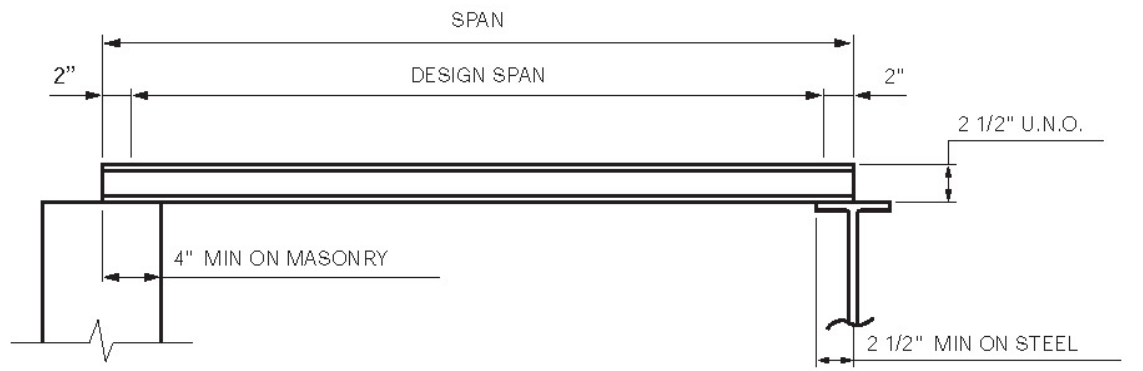 SPAN
2” DESIGN SPAN 2"
2 1/2" U.N.O.
4" MIN ON MASONRY
2 1/2" MIN ON STEEL